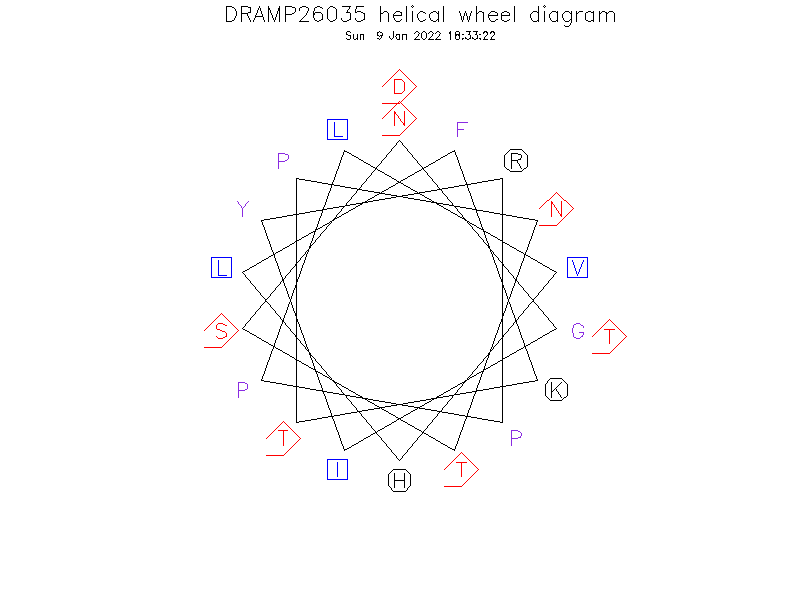 DRAMP26035 helical wheel diagram
Sun 9 Jan 2022 18:33:22
D
L N F
P R
Y N
L V
S G T
P K
T P
I H T